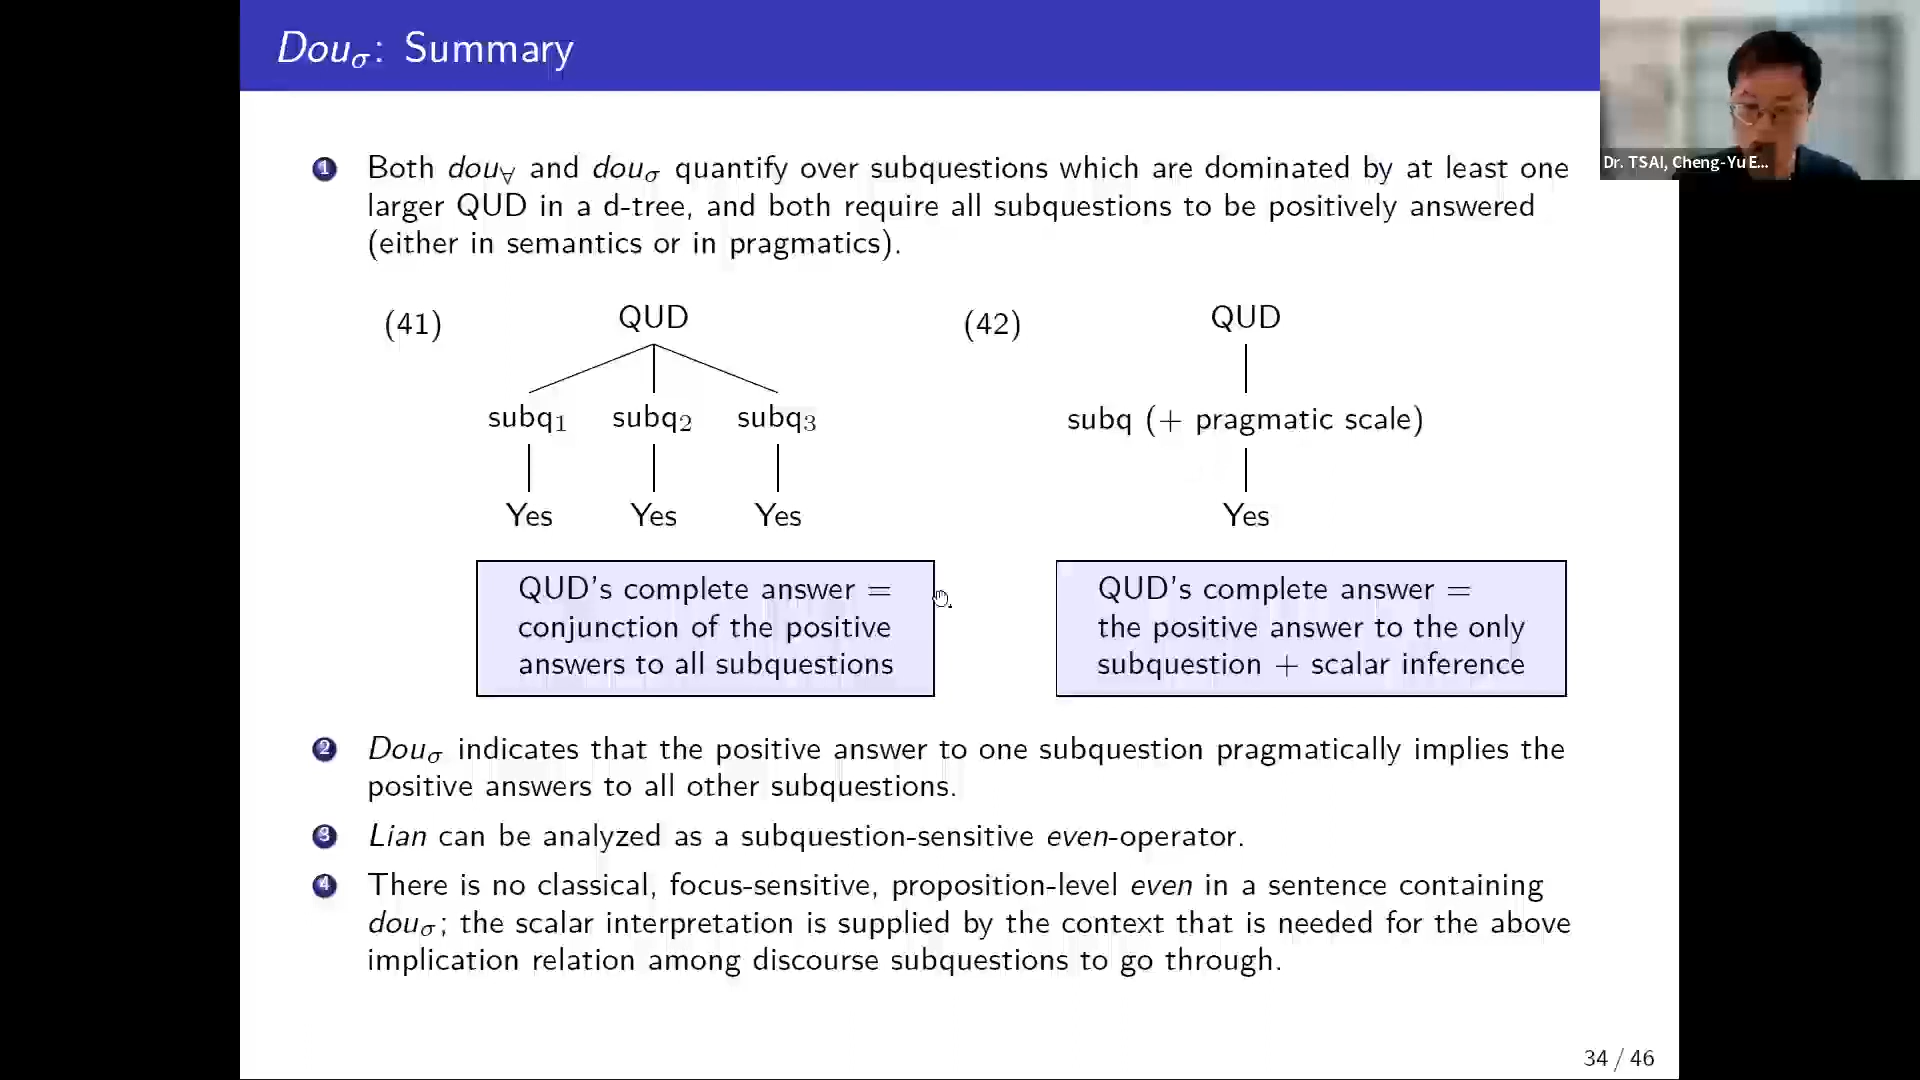 Douσ: Summary
Dr. TSAI, Cheng-Yu E...
1 Both dou∀ and douσ quantify over subquestions which are dominated by at least one
larger QUD in a d-tree, and both require all subquestions to be positively answered
(either in semantics or in pragmatics).
(41) QUD (42) QUD
subq1 subq2 subq3 subq (+ pragmatic scale)
Yes Yes Yes Yes
QUD's complete answer =
conjunction of the positive
answers to all subquestions
QUD's complete answer =
the positive answer to the only
subquestion + scalar inference
2 Douσ indicates that the positive answer to one subquestion pragmatically implies the
positive answers to all other subquestions.
3 Lian can be analyzed as a subquestion-sensitive even-operator.
4 There is no classical, focus-sensitive, proposition-level even in a sentence containing
douσ; the scalar interpretation is supplied by the context that is needed for the above
implication relation among discourse subquestions to go through.
34 / 46